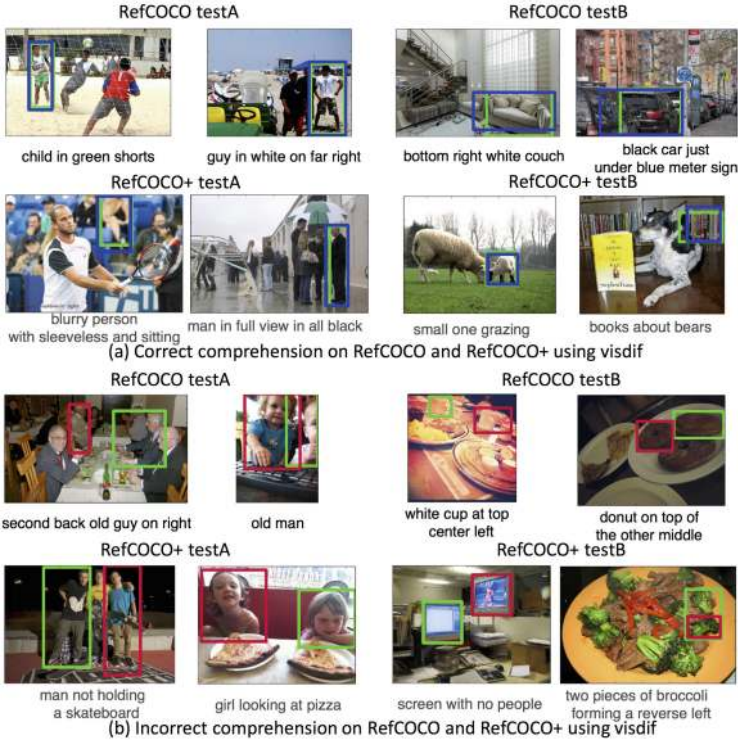 RefCOCO testA
RefCOCO testB
child in green shorts
guy in white on far right
bottom right white couch
black car just
under blue meter sign
RefCOCO+ testA
RefCOCO+ testB
blurry person
with sleeveless and sitting
man in full view in all black
small one grazing
books about bears
(a) Correct comprehension on RefCOCO and RefCOCO+ using visdif
RefCOCO testA
RefCOCO testB
second back old guy on right
old man
white cup at top
center left
donut on top of
the other middle
RefCOCO+ testA
RefCOCO+ testB
man not holding
a skateboard
girl looking at pizza
screen with no people
two pieces of broccoli
forming a reverse left
(b) Incorrect comprehension on RefCOCO and RefCOCO+ using visdif